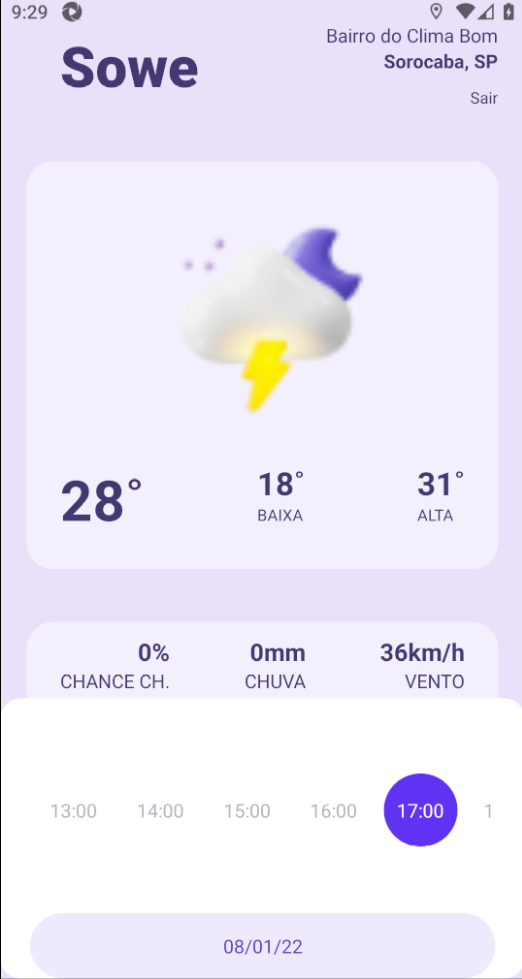 9:29
Bairro do Clima Bom
Sowe
Sorocaba, SP
Sair
28°
18°
31°
BAIXA
ALTA
0%
0mm
36km/h
CHANCE CH.
CHUVA
VENTO
13:00
14:00
15:00
16:00
17:00
1
08/01/22